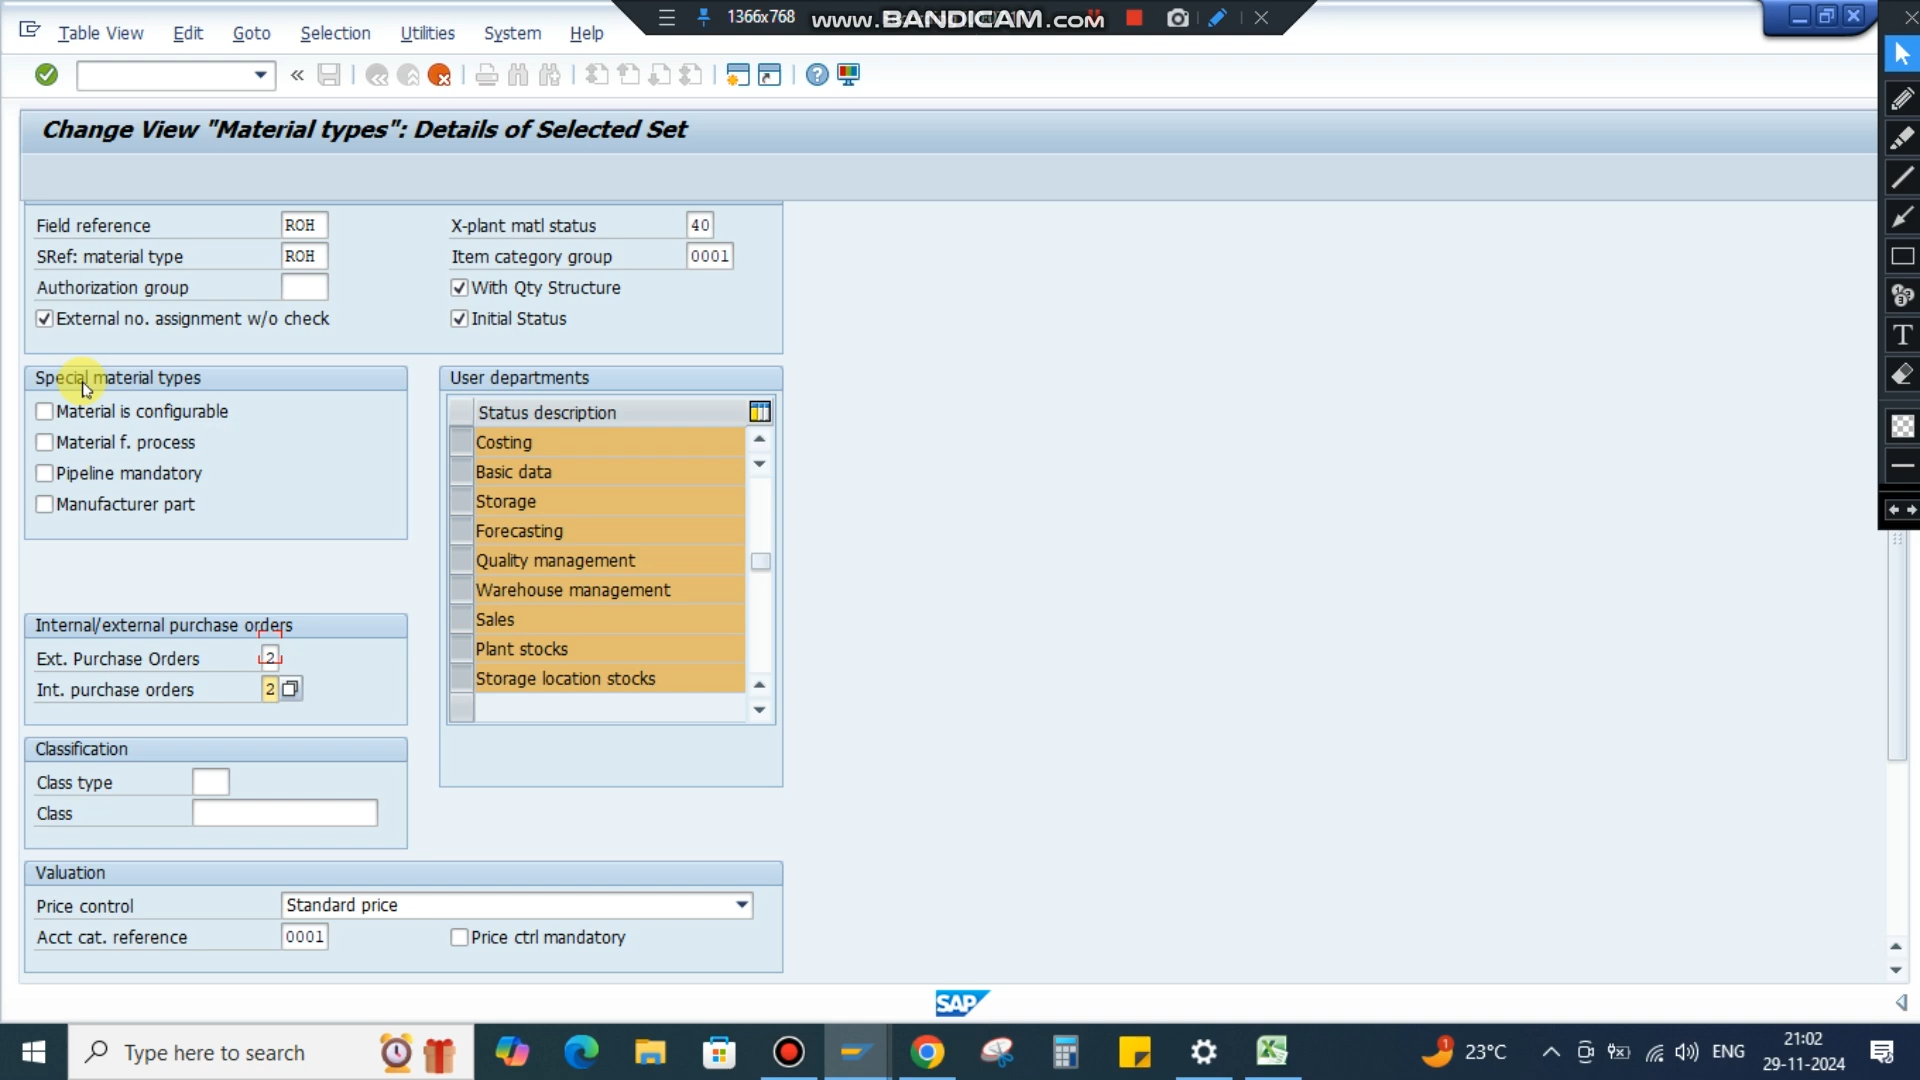 1366x768
www.BANDICAM.com
Table View Edit Goto Selection Utilities System Help
Change View "Material types": Details of Selected Set
Field reference ROH X-plant matl status 40
SRef: material type ROH Item category group 0001
Authorization group With Qty Structure
External no. assignment w/o check Initial Status
Special material types
Material is configurable
Material f. process
Pipeline mandatory
Manufacturer part
User departments
Status description
Costing
Basic data
Storage
Forecasting
Quality management
Warehouse management
Sales
Plant stocks
Storage location stocks
Internal/external purchase orders
Ext. Purchase Orders 2
Int. purchase orders 2
Classification
Class type
Class
Valuation
Price control Standard price
Acct cat. reference 0001 Price ctrl mandatory
SAP
Type here to search
1
23°C
ENG
21:02
29-11-2024